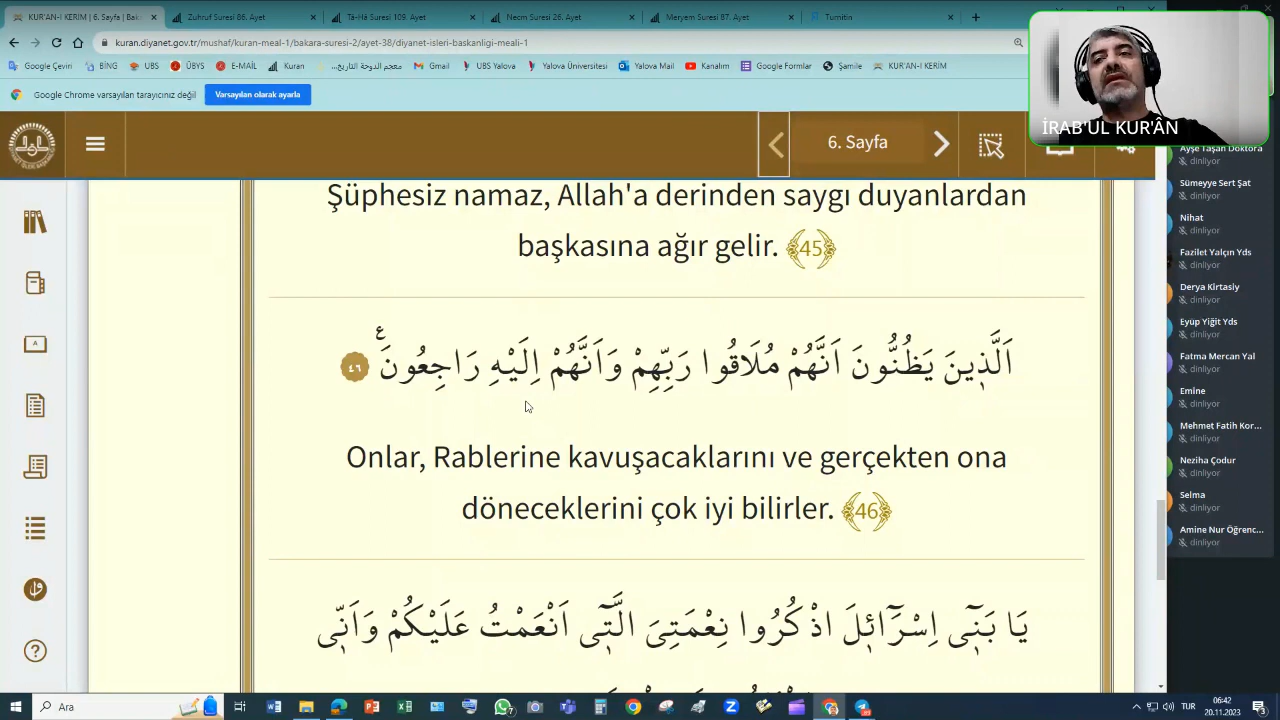 KUR'AN-I KERİM | 6. Sayfa | Bak
Zuhruf Suresi 86. Ayet
Tâ-Hâ Suresi 109. Ayet
Necm Suresi 26. Ayet
Meryem Suresi 87. Ayet
Turnitin
kuran.diyanet.gov.tr/mushaf/kuran-meal-1/bakara-suresi-2/ayet-38/diyanet-isleri-baskanligi-meali-1
Google Çeviri
BİNG
UBS
ÜBYS
E-MAİL
Kuran
معجم الدوحة التاريخ...
Gmail
UBS Yalova
Yalova Üniversitesi
Yalova Mail
Kanalım
Google Formlar
Şamile
KUR'AN-I KERİM
Google Chrome varsayılan tarayıcınız değil
Varsayılan olarak ayarla
6. Sayfa
Şüphesiz namaz, Allah'a derinden saygı duyanlardan
başkasına ağır gelir. ﴾45﴿
اَلَّذ۪ينَ يَظُنُّونَ اَنَّهُمْ مُلَاقُوا رَبِّهِمْ وَاَنَّهُمْ اِلَيْهِ رَاجِعُونَ۟ ٤٦
Onlar, Rablerine kavuşacaklarını ve gerçekten ona
döneceklerini çok iyi bilirler. ﴾46﴿
يَا بَن۪ٓي اِسْرَٓائ۪لَ اذْكُرُوا نِعْمَتِيَ الَّت۪ٓي اَنْعَمْتُ عَلَيْكُمْ وَاَنّ۪ي
İRAB'UL KUR'ÂN
Ayşe Taşan Doktora
dinliyor
Sümeyye Sert Şat
dinliyor
Nihat
dinliyor
Fazilet Yalçın Yds
dinliyor
Derya Kirtasiy
dinliyor
Eyüp Yiğit Yds
dinliyor
Fatma Mercan Yal
dinliyor
Emine
dinliyor
Mehmet Fatih Kor...
dinliyor
Neziha Çodur
dinliyor
Selma
dinliyor
Amine Nur Öğrenc...
dinliyor
Ara
TUR
06:42
20.11.2023